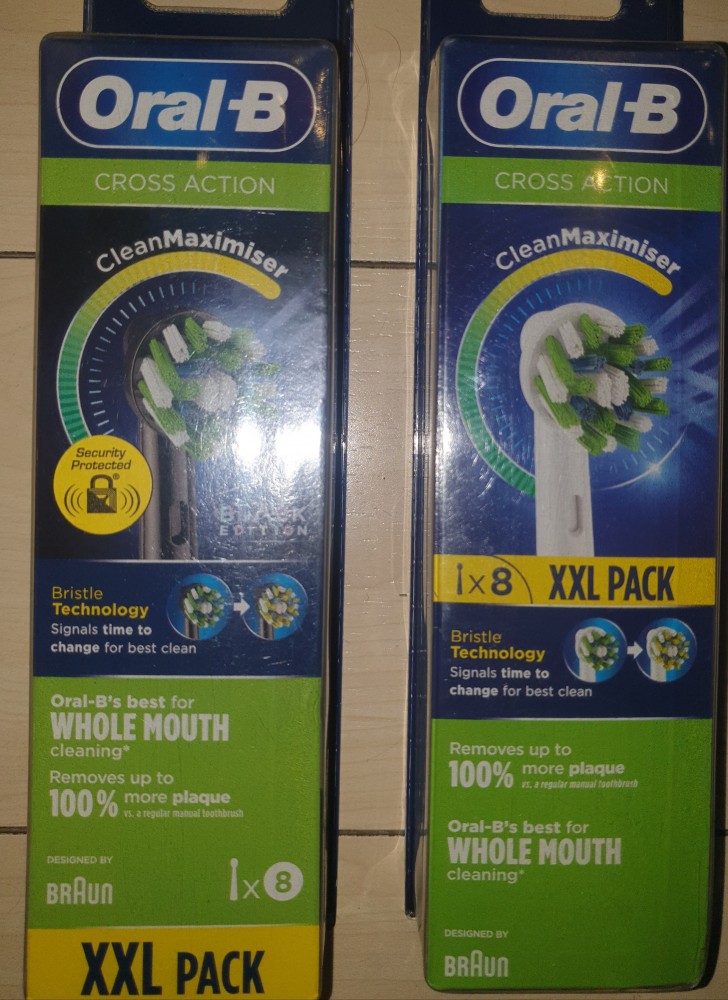 Oral-B
CROSS ACTION
CleanMaximiser
Security
Protected
®
BLACK
EDITION
Bristle
Technology
Signals time to
change for best clean
Oral-B's best for
WHOLE MOUTH
cleaning*
Removes up to
100% more plaque
vs. a regular manual toothbrush
DESIGNED BY
BRAUN
x8
XXL PACK
Oral-B
CROSS ACTION
CleanMaximiser
1x8 XXL PACK
Bristle
Technology
Signals time to
change for best clean
Removes up to
100% more plaque
vs. a regular manual toothbrush
Oral-B's best for
WHOLE MOUTH
cleaning*
DESIGNED BY
BRAUN